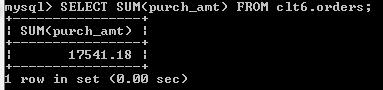 mysql> SELECT SUM(purch_amt) FROM clt6.orders;
+----------------+
| SUM(purch_amt) |
+----------------+
|       17541.18 |
+----------------+
1 row in set (0.00 sec)